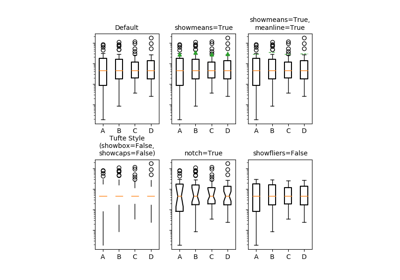 Default
showmeans=True
showmeans=True,
meanline=True
A B C D
A B C D
A B C D
Tufte Style
(showbox=False,
showcaps=False)
notch=True
showfliers=False
A B C D
A B C D
A B C D